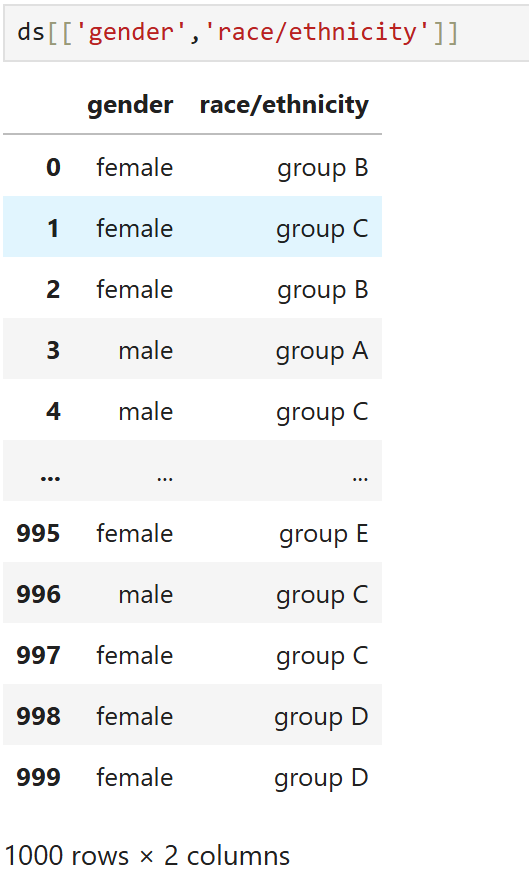 ds[['gender','race/ethnicity']]
gender race/ethnicity
0 female group B
1 female group C
2 female group B
3 male group A
4 male group C
... ... ...
995 female group E
996 male group C
997 female group C
998 female group D
999 female group D
1000 rows × 2 columns